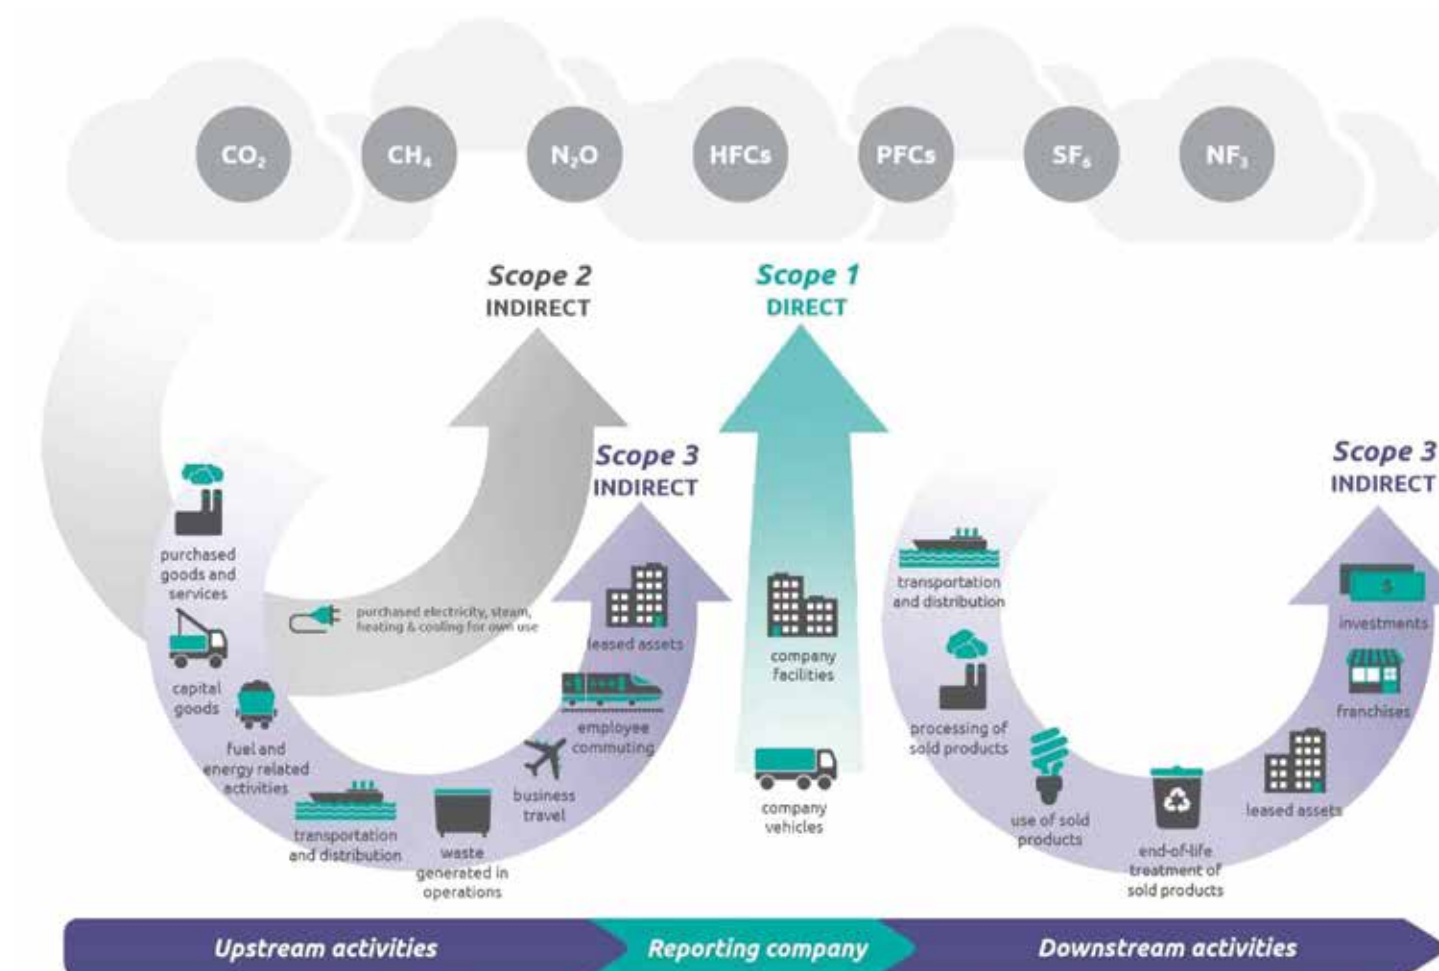 CO₂
CH₄
N₂O
HFCs
PFCs
SF₆
NF₃
Scope 2
INDIRECT
Scope 1
DIRECT
Scope 3
INDIRECT
Scope 3
INDIRECT
purchased
goods and
services
capital
goods
fuel and
energy related
activities
transportation
and distribution
waste
generated in
operations
business
travel
employee
commuting
leased assets
purchased electricity, steam,
heating & cooling for own use
company
facilities
company
vehicles
transportation
and distribution
processing of
sold products
use of sold
products
end-of-life
treatment of
sold products
leased assets
franchises
investments
$
Upstream activities
Reporting company
Downstream activities